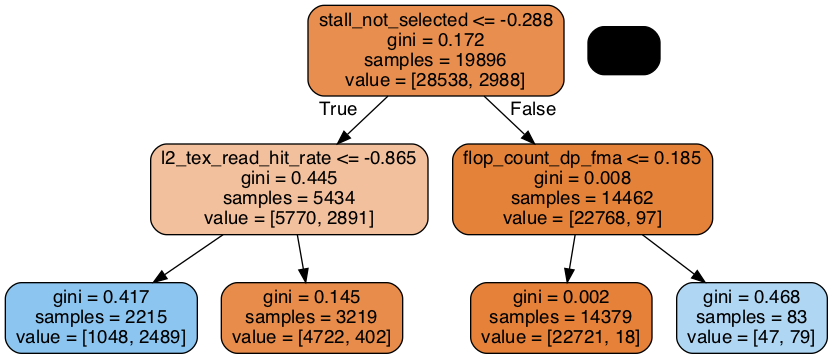 stall_not_selected <= -0.288
gini = 0.172
samples = 19896
value = [28538, 2988]
True
False
l2_tex_read_hit_rate <= -0.865
gini = 0.445
samples = 5434
value = [5770, 2891]
flop_count_dp_fma <= 0.185
gini = 0.008
samples = 14462
value = [22768, 97]
gini = 0.417
samples = 2215
value = [1048, 2489]
gini = 0.145
samples = 3219
value = [4722, 402]
gini = 0.002
samples = 14379
value = [22721, 18]
gini = 0.468
samples = 83
value = [47, 79]